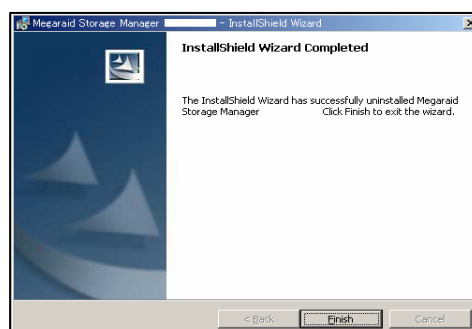 Megaraid Storage Manager - InstallShield Wizard
InstallShield Wizard Completed
The InstallShield Wizard has successfully uninstalled Megaraid
Storage Manager Click Finish to exit the wizard.
< Back Finish Cancel